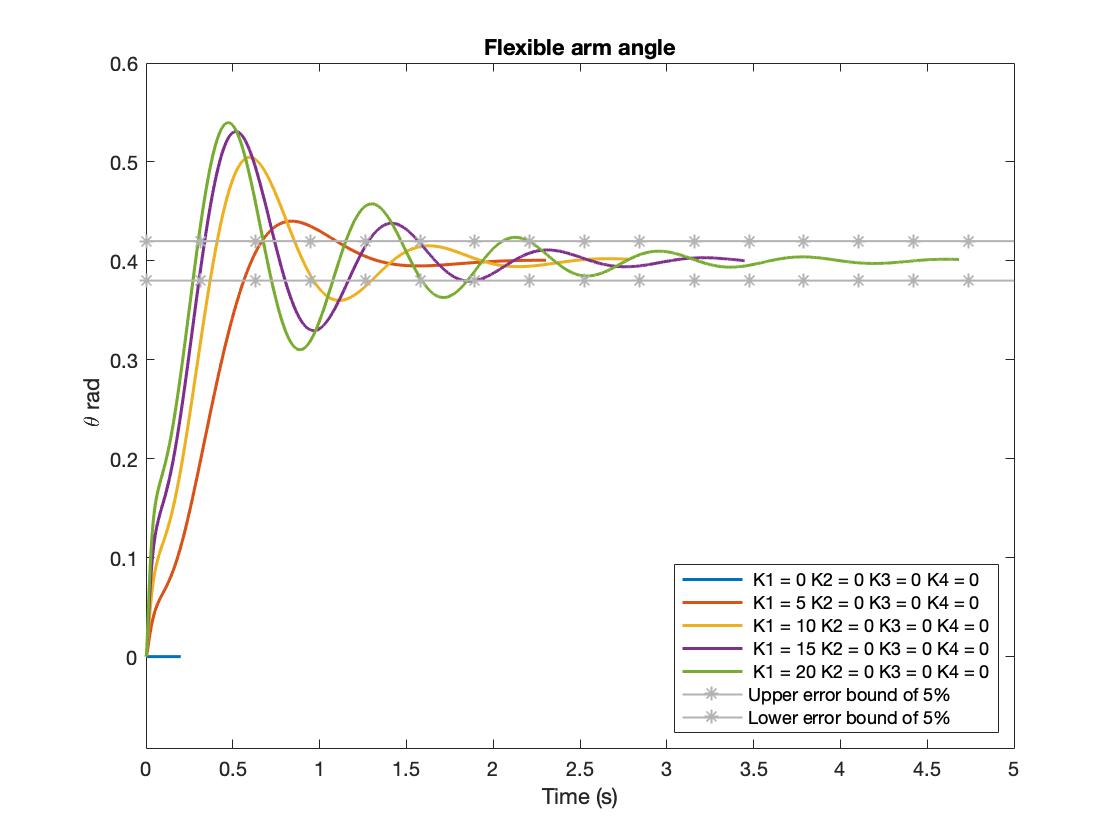 Flexible arm angle
0.6
0.5
0.4
0.3
0.2
0.1
0
θ rad
K1 = 0 K2 = 0 K3 = 0 K4 = 0
K1 = 5 K2 = 0 K3 = 0 K4 = 0
K1 = 10 K2 = 0 K3 = 0 K4 = 0
K1 = 15 K2 = 0 K3 = 0 K4 = 0
K1 = 20 K2 = 0 K3 = 0 K4 = 0
Upper error bound of 5%
Lower error bound of 5%
0 0.5 1 1.5 2 2.5 3 3.5 4 4.5 5
Time (s)